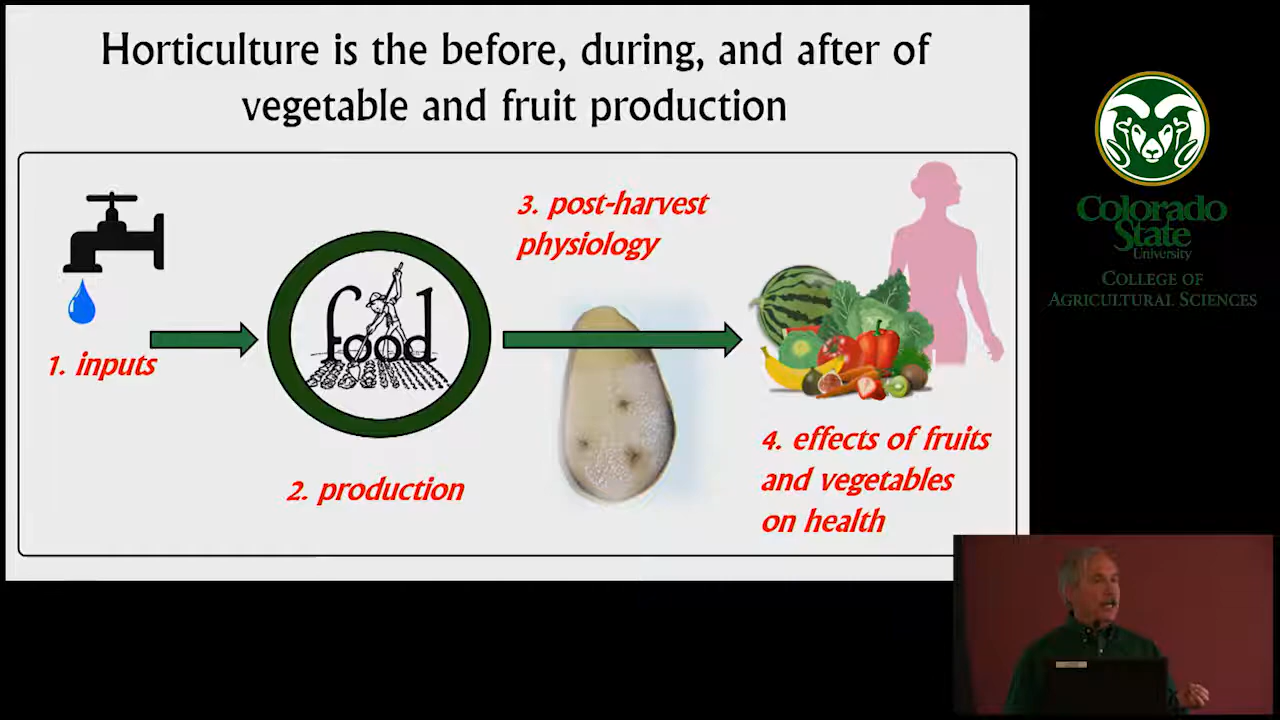 Horticulture is the before, during, and after of
vegetable and fruit production
1. inputs
food
2. production
3. post-harvest
physiology
4. effects of fruits
and vegetables
on health
Colorado
State
University
COLLEGE OF
AGRICULTURAL SCIENCES